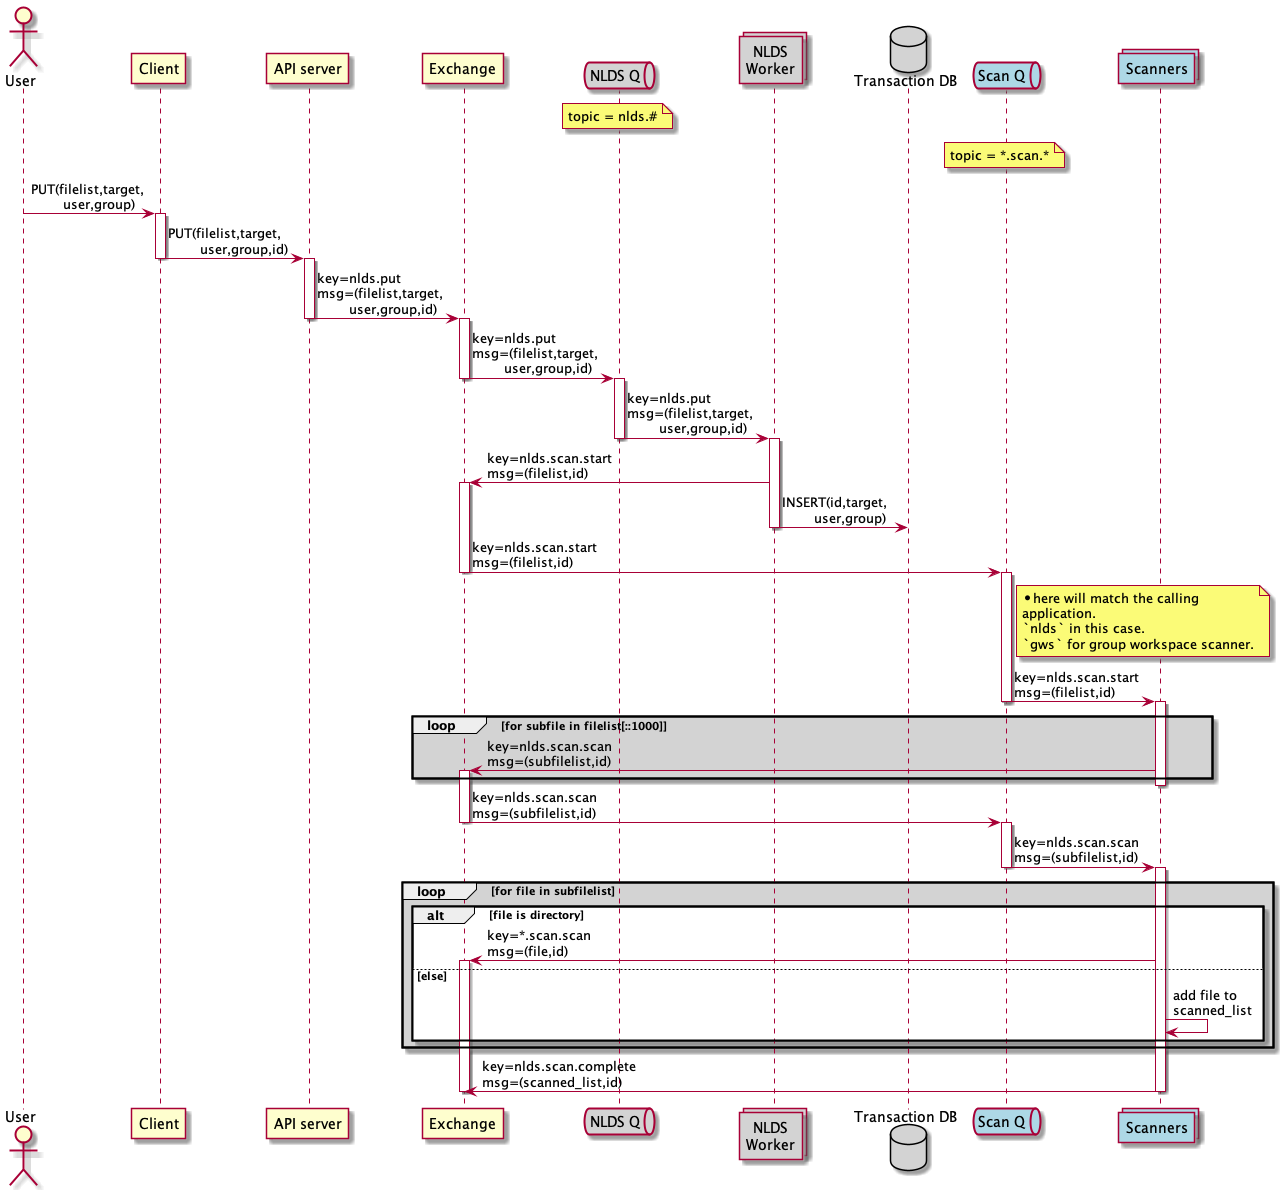 User
Client
API server
Exchange
NLDS Q
NLDS
Worker
Transaction DB
Scan Q
Scanners
topic = nlds.#
topic = *.scan.*
PUT(filelist,target,
user,group)
PUT(filelist,target,
user,group,id)
key=nlds.put
msg=(filelist,target,
user,group,id)
key=nlds.put
msg=(filelist,target,
user,group,id)
key=nlds.put
msg=(filelist,target,
user,group,id)
key=nlds.scan.start
msg=(filelist,id)
INSERT(id,target,
user,group)
key=nlds.scan.start
msg=(filelist,id)
•here will match the calling
application.
`nlds` in this case.
`gws` for group workspace scanner.
key=nlds.scan.start
msg=(filelist,id)
loop [for subfile in filelist[::1000]]
key=nlds.scan.scan
msg=(subfilelist,id)
key=nlds.scan.scan
msg=(subfilelist,id)
key=nlds.scan.scan
msg=(subfilelist,id)
loop [for file in subfilelist]
alt [file is directory]
key=*.scan.scan
msg=(file,id)
[else]
add file to
scanned_list
key=nlds.scan.complete
msg=(scanned_list,id)
User
Client
API server
Exchange
NLDS Q
NLDS
Worker
Transaction DB
Scan Q
Scanners